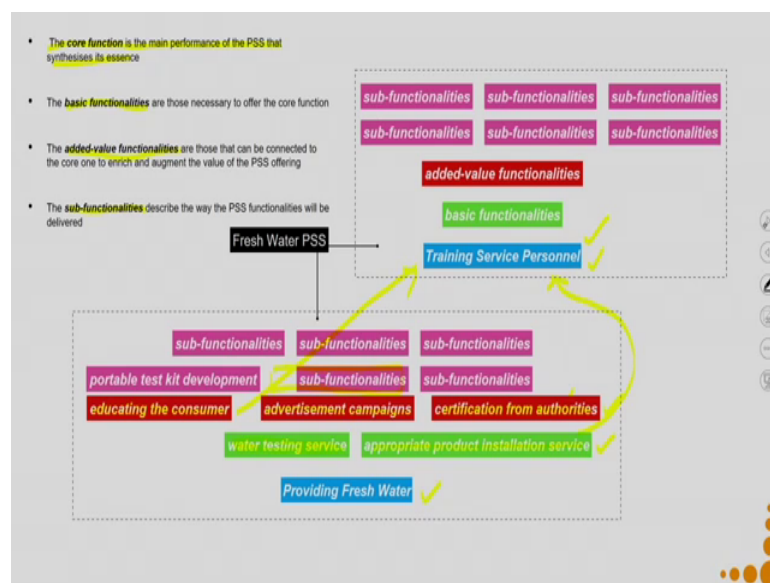 The core function is the main performance of the PSS that
synthesises its essence
The basic functionalities are those necessary to offer the core function
The added-value functionalities are those that can be connected to
the core one to enrich and augment the value of the PSS offering
The sub-functionalities describe the way the PSS functionalities will be
delivered
sub-functionalities sub-functionalities sub-functionalities
sub-functionalities sub-functionalities sub-functionalities
added-value functionalities
basic functionalities
Training Service Personnel
Fresh Water PSS
sub-functionalities sub-functionalities sub-functionalities
portable test kit development sub-functionalities sub-functionalities
educating the consumer advertisement campaigns certification from authorities
water testing service appropriate product installation service
Providing Fresh Water